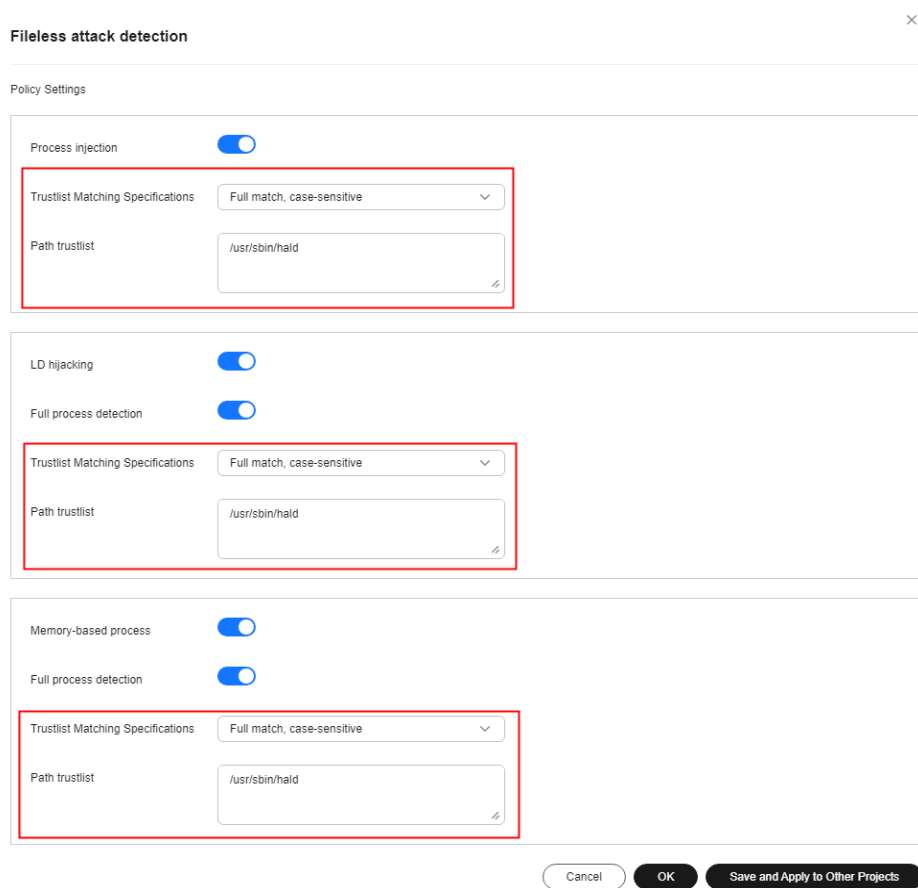 Fileless attack detection
Policy Settings
Process injection
Trustlist Matching Specifications Full match, case-sensitive
Path trustlist /usr/sbin/hald
LD hijacking
Full process detection
Trustlist Matching Specifications Full match, case-sensitive
Path trustlist /usr/sbin/hald
Memory-based process
Full process detection
Trustlist Matching Specifications Full match, case-sensitive
Path trustlist /usr/sbin/hald
Cancel OK Save and Apply to Other Projects